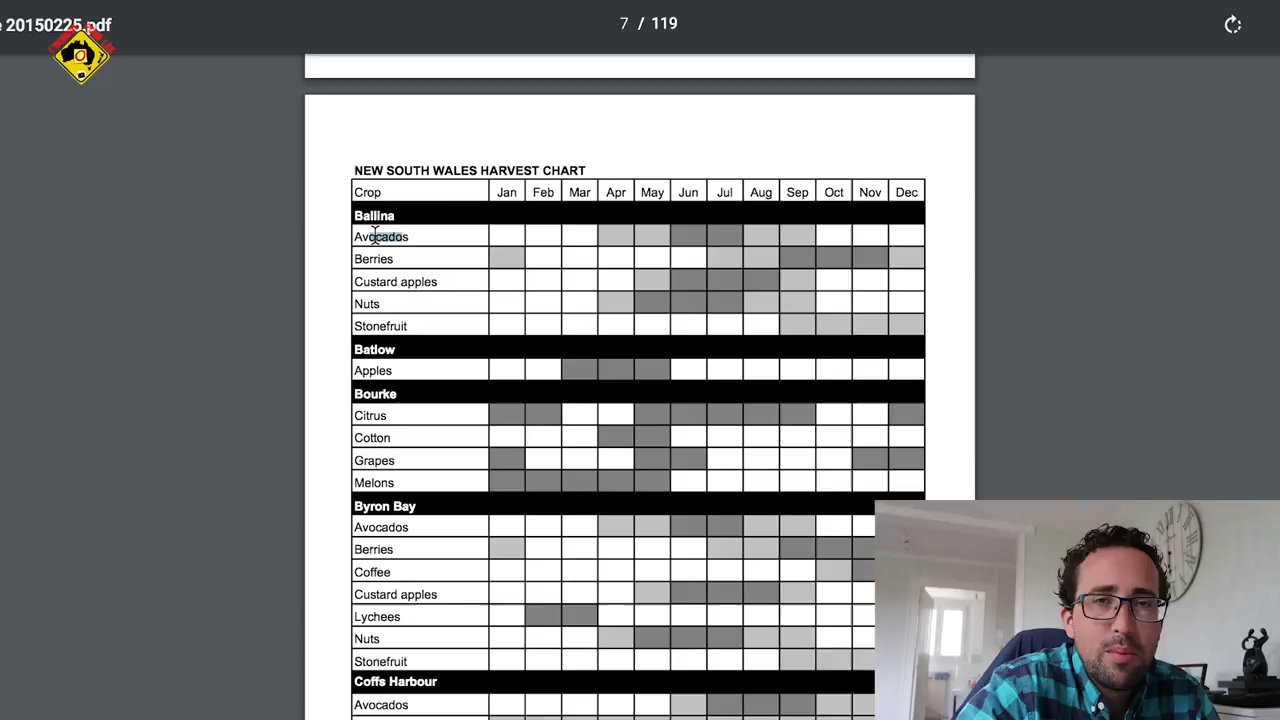 e 20150225.pdf
7 / 119
NEW SOUTH WALES HARVEST CHART
Crop Jan Feb Mar Apr May Jun Jul Aug Sep Oct Nov Dec
Ballina
Avocados
Berries
Custard apples
Nuts
Stonefruit
Batlow
Apples
Bourke
Citrus
Cotton
Grapes
Melons
Byron Bay
Avocados
Berries
Coffee
Custard apples
Lychees
Nuts
Stonefruit
Coffs Harbour
Avocados